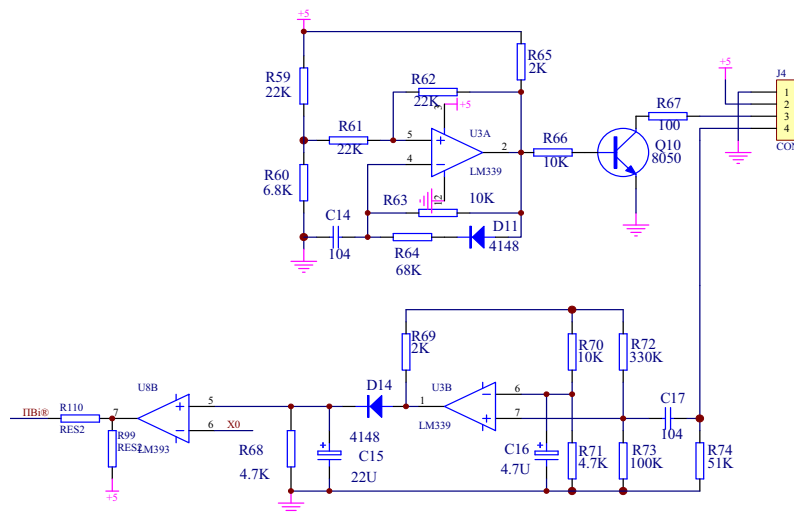 +5
R65
2K
R59
22K
R62
22K
3
+5
R61
22K
5
4
U3A
2
LM339
12
R66
10K
Q10
8050
R67
100
+5
J4
1
2
3
4
CON
R60
6.8K
R63
10K
C14
104
R64
68K
D11
4148
R69
2K
R70
10K
R72
330K
U8B
D14
U3B
C17
104
ПВi®
R110
RES2
7
5
6
X0
LM393
R99
RES2
+5
R68
4.7K
4148
C15
22U
1
6
7
LM339
C16
4.7U
R71
4.7K
R73
100K
R74
51K